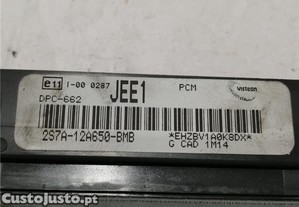 e11 1-00 0287 JEE1 PCM Visteon
DPC-662
2S7A-12A650-BMB *EHZBV1A0K8DX*
G CAD 1M14
CustoJusto.pt